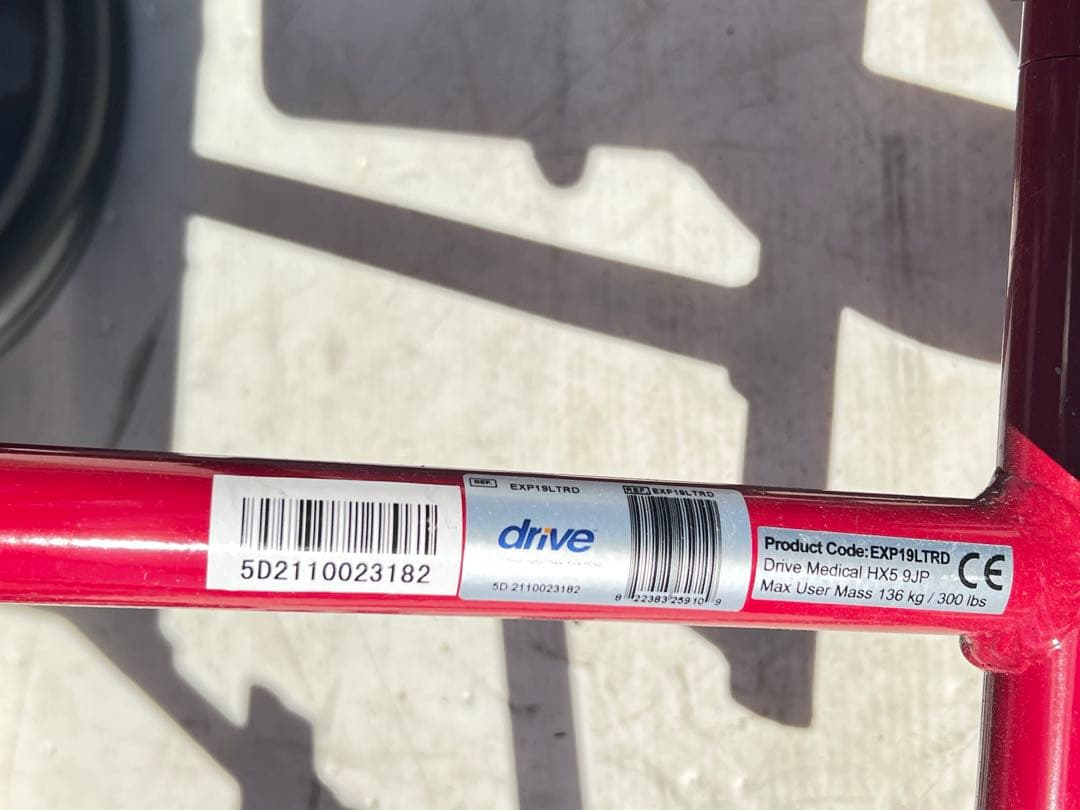 5D2110023182
REF. EXP19LTRD
drive
5D 2110023182
REF EXP19LTRD
8 22383 25910 9
Product Code:EXP19LTRD
Drive Medical HX5 9JP
Max User Mass 136 kg / 300 lbs
CE